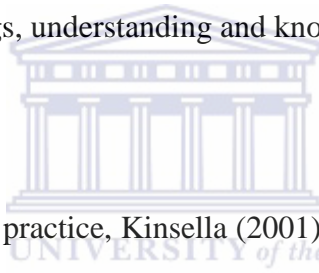 s, understanding and kno
practice, Kinsella (2001)
UNIVERSITY of the